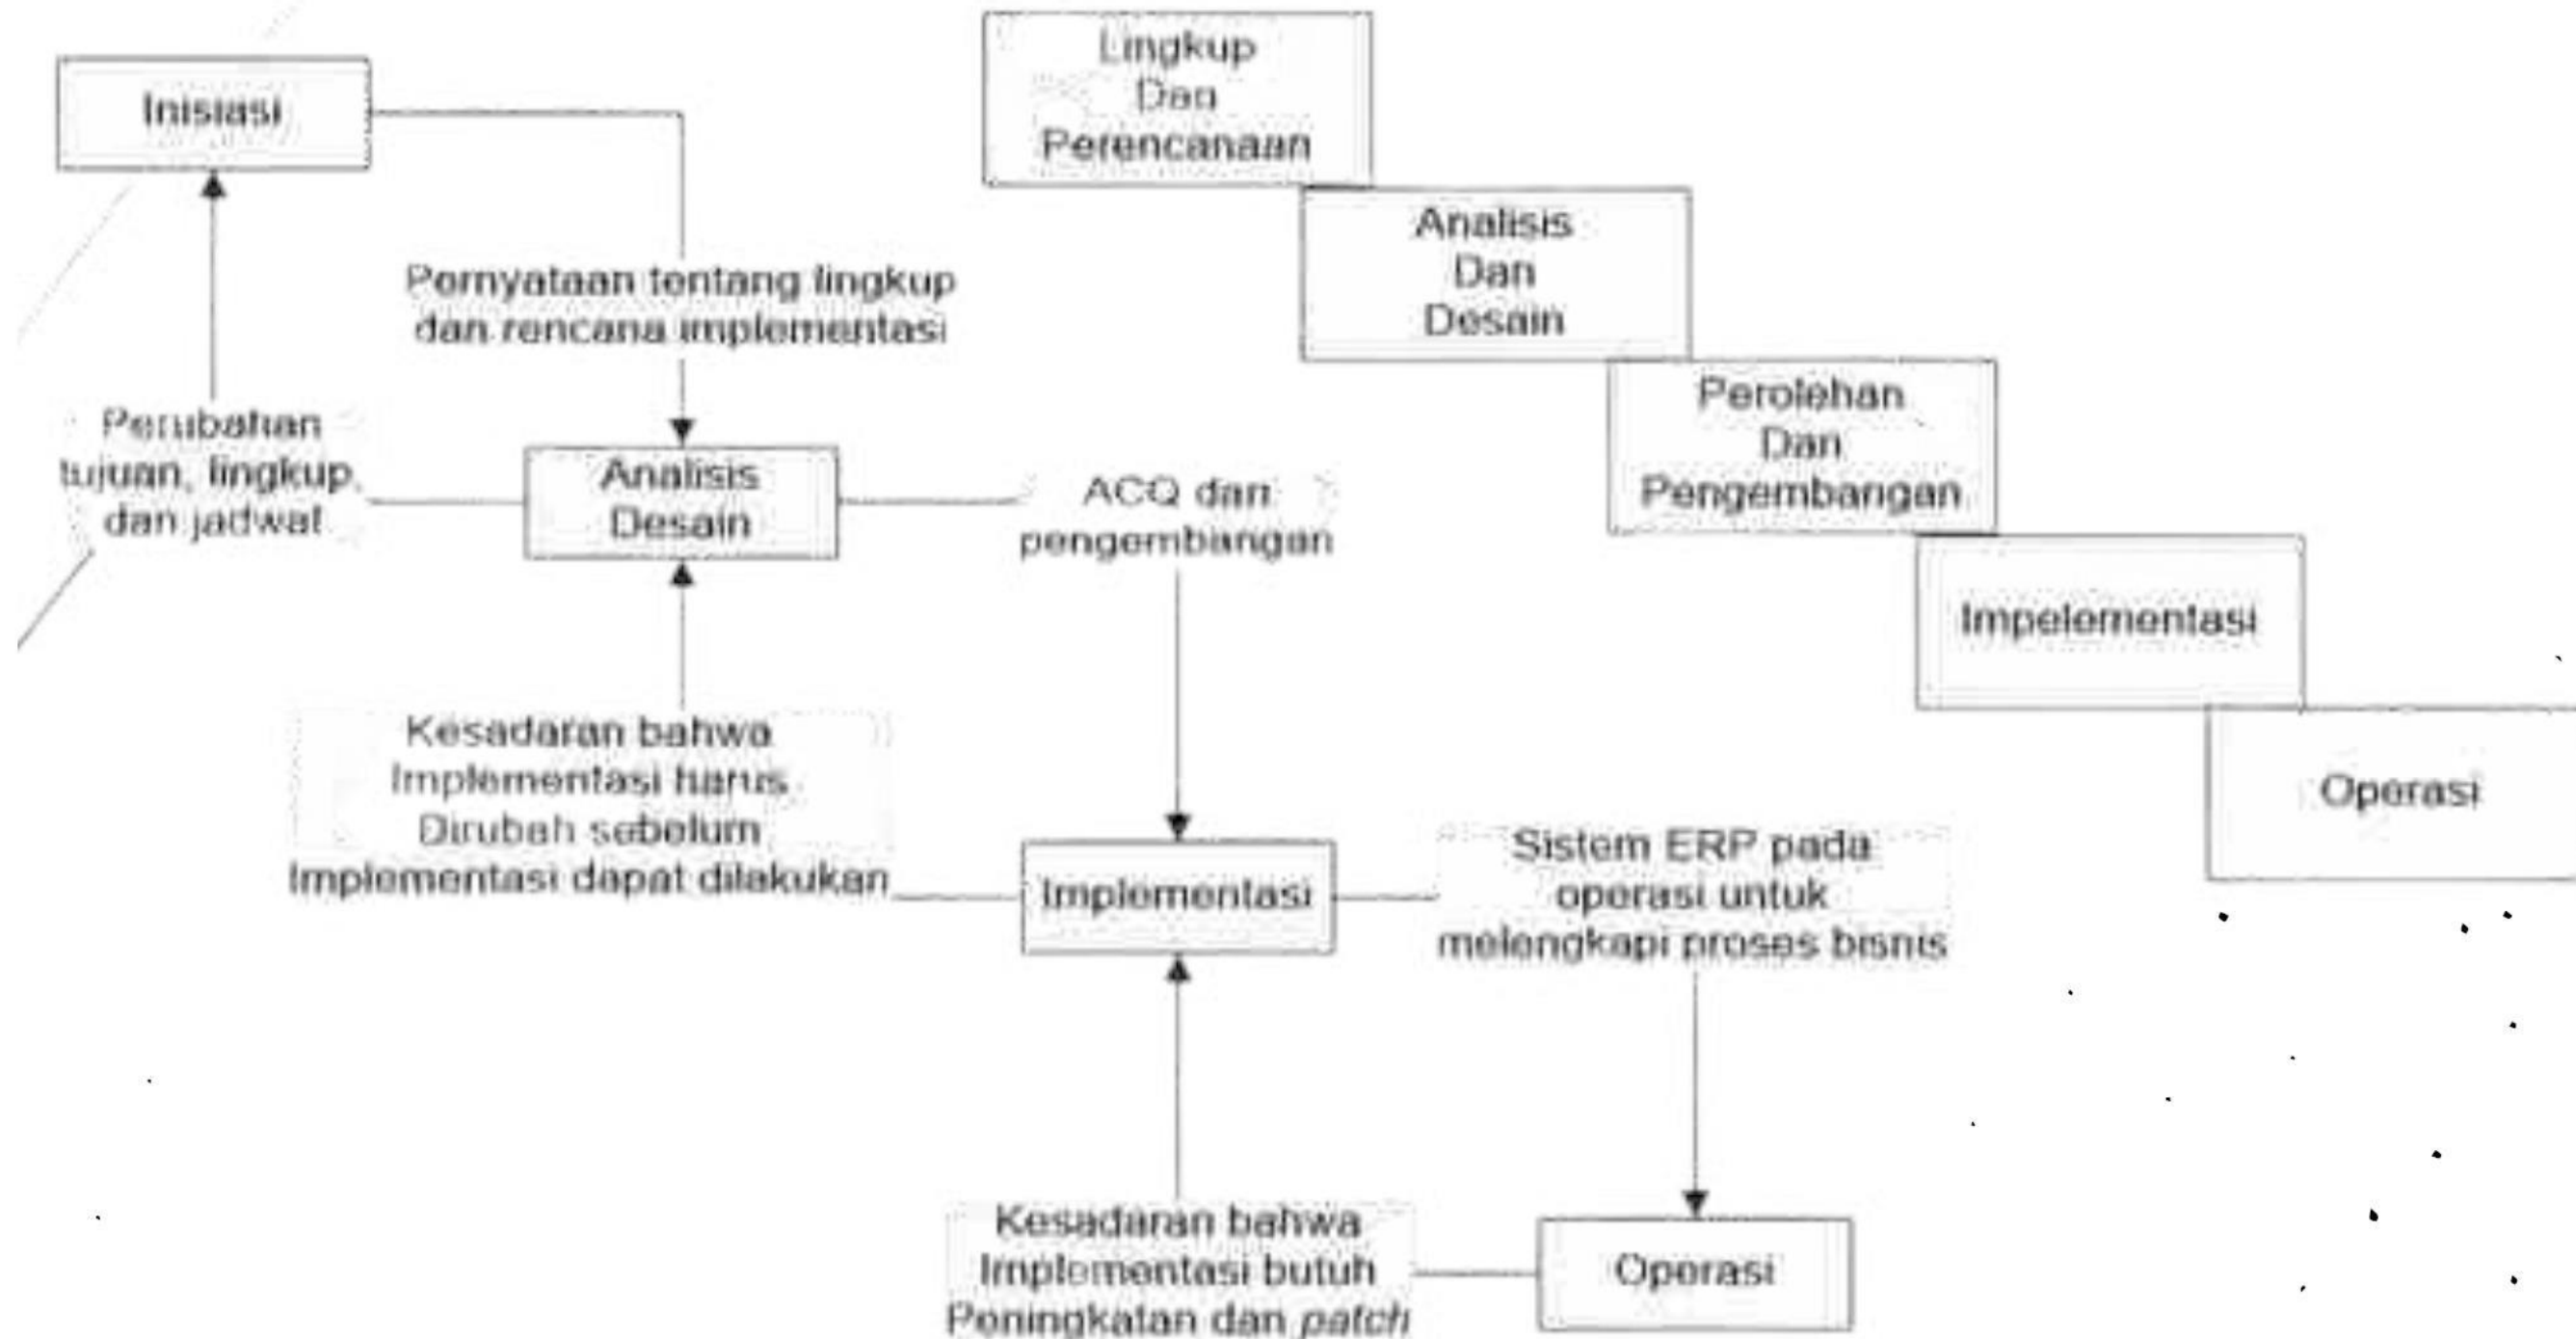 Inisiasi
Pernyataan tentang lingkup
dan rencana implementasi
Perubahan
tujuan, lingkup,
dan jadwal
Analisis
Desain
ACQ dan
pengembangan
Kesadaran bahwa
Implementasi harus
Dirubah sebelum
Implementasi dapat dilakukan
Implementasi
Sistem ERP pada
operasi untuk
melengkapi proses bisnis
Kesadaran bahwa
Implementasi butuh
Peningkatan dan patch
Operasi
Lingkup
Dan
Perencanaan
Analisis
Dan
Desain
Perolehan
Dan
Pengembangan
Impelementasi
Operasi